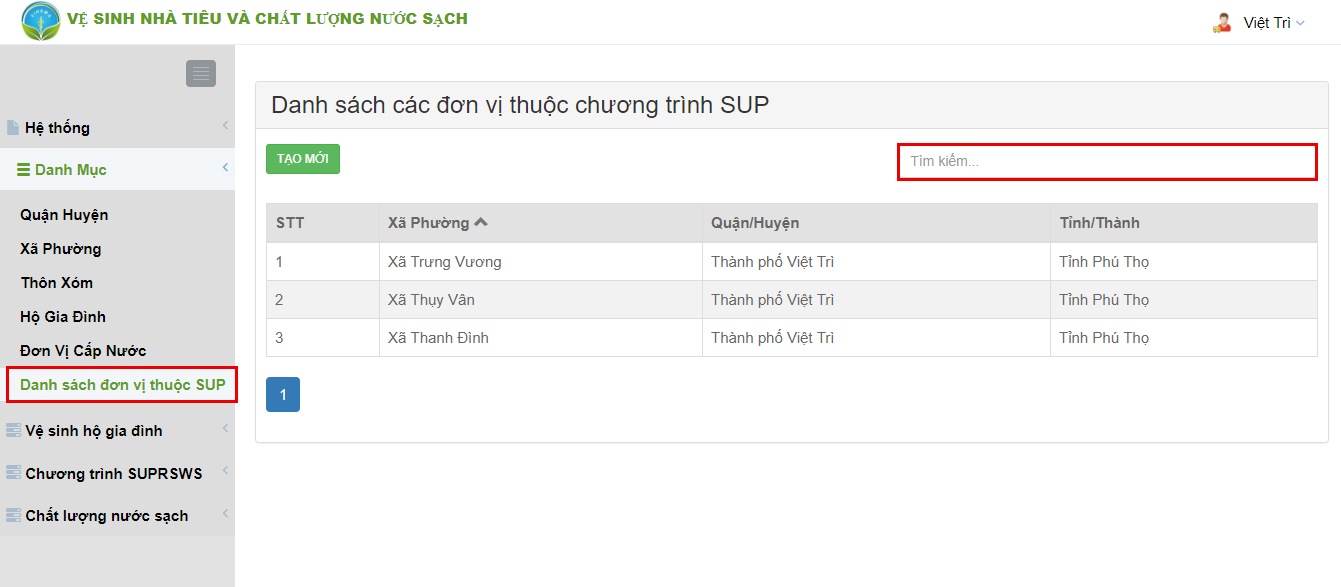 VỆ SINH NHÀ TIÊU VÀ CHẤT LƯỢNG NƯỚC SẠCH
Việt Trì
Hệ thống
Danh Mục
Quận Huyện
Xã Phường
Thôn Xóm
Hộ Gia Đình
Đơn Vị Cấp Nước
Danh sách đơn vị thuộc SUP
Vệ sinh hộ gia đình
Chương trình SUPRSWS
Chất lượng nước sạch
Danh sách các đơn vị thuộc chương trình SUP
TẠO MỚI
Tìm kiếm...
STT Xã Phường Quận/Huyện Tỉnh/Thành
1 Xã Trưng Vương Thành phố Việt Trì Tỉnh Phú Thọ
2 Xã Thụy Vân Thành phố Việt Trì Tỉnh Phú Thọ
3 Xã Thanh Đình Thành phố Việt Trì Tỉnh Phú Thọ
1